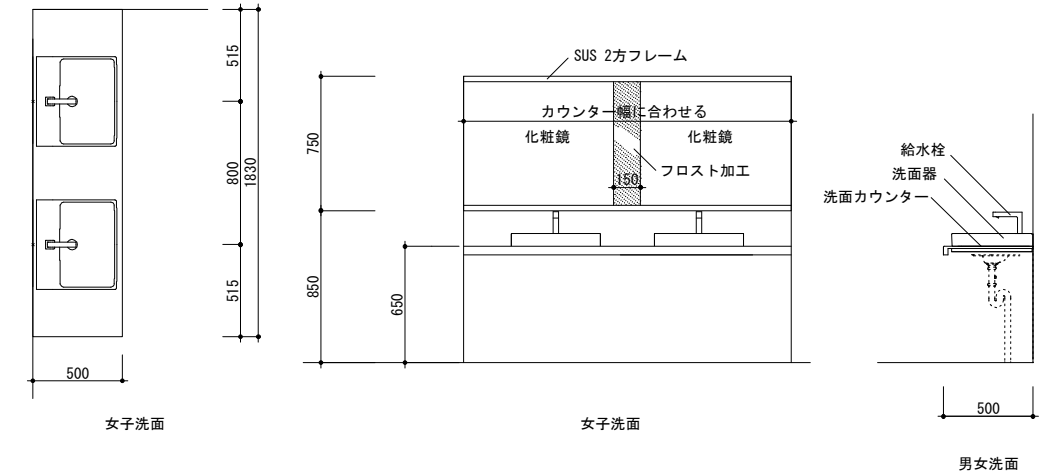 515
800
1830
515
500
女子洗面
SUS 2方フレーム
カウンター幅に合わせる
化粧鏡
化粧鏡
フロスト加工
150
750
850
650
女子洗面
給水栓
洗面器
洗面カウンター
500
男女洗面